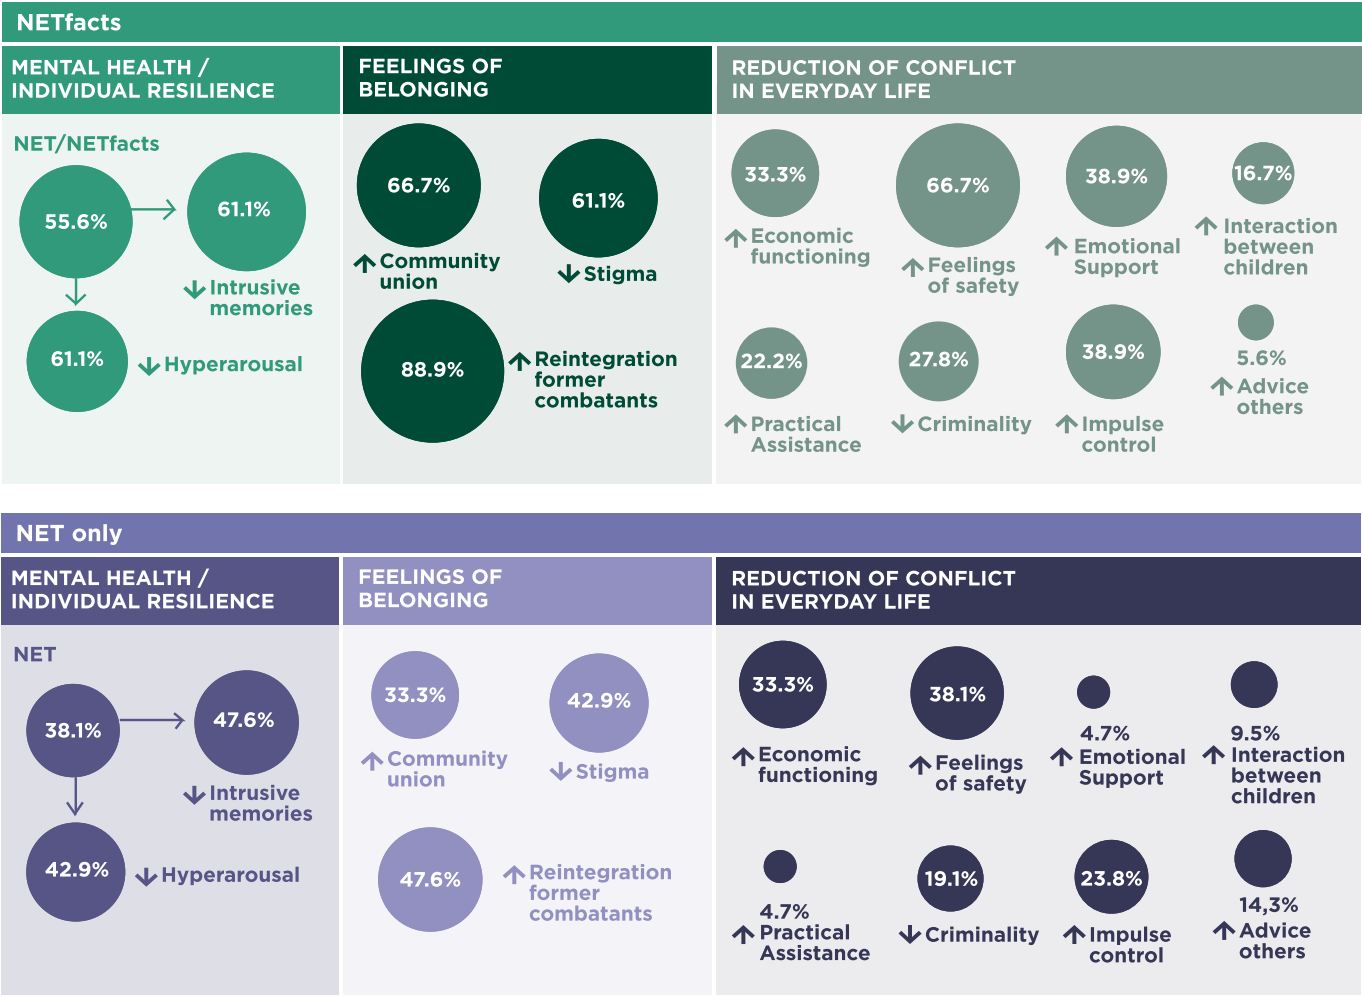 NETfacts
MENTAL HEALTH /
INDIVIDUAL RESILIENCE
NET/NETfacts
55.6%
61.1%
Intrusive
memories
61.1%
Hyperarousal
FEELINGS OF
BELONGING
66.7%
Community
union
61.1%
Stigma
88.9%
Reintegration
former
combatants
REDUCTION OF CONFLICT
IN EVERYDAY LIFE
33.3%
Economic
functioning
66.7%
Feelings
of safety
38.9%
Emotional
Support
16.7%
Interaction
between
children
22.2%
Practical
Assistance
27.8%
Criminality
38.9%
Impulse
control
5.6%
Advice
others
NET only
MENTAL HEALTH /
INDIVIDUAL RESILIENCE
NET
38.1%
47.6%
Intrusive
memories
42.9%
Hyperarousal
FEELINGS OF
BELONGING
33.3%
Community
union
42.9%
Stigma
47.6%
Reintegration
former
combatants
REDUCTION OF CONFLICT
IN EVERYDAY LIFE
33.3%
Economic
functioning
38.1%
Feelings
of safety
4.7%
Emotional
Support
9.5%
Interaction
between
children
4.7%
Practical
Assistance
19.1%
Criminality
23.8%
Impulse
control
14,3%
Advice
others